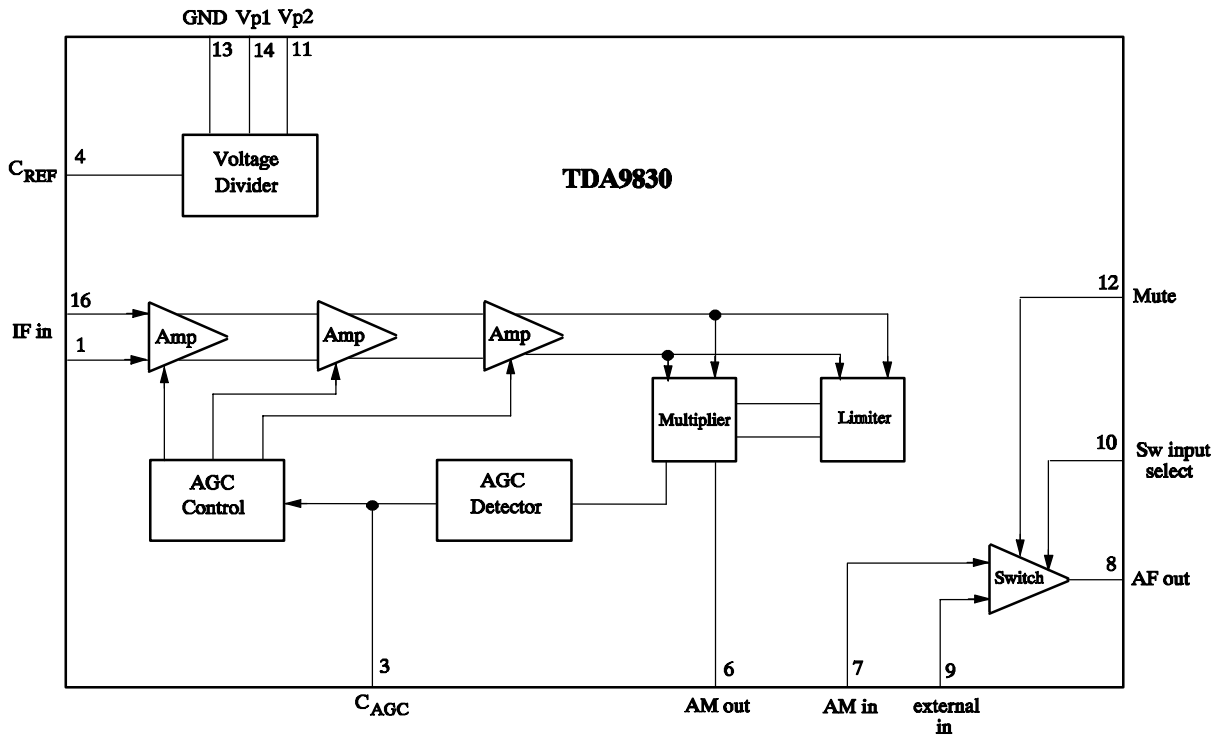 GND Vp1 Vp2
13 14 11
4
C_REF
Voltage
Divider
TDA9830
16
IF in
1
Amp
Amp
Amp
12
Mute
Multiplier
Limiter
10
Sw input
select
AGC
Control
AGC
Detector
Switch
8
AF out
3
6
7
9
C_AGC
AM out
AM in
external
in